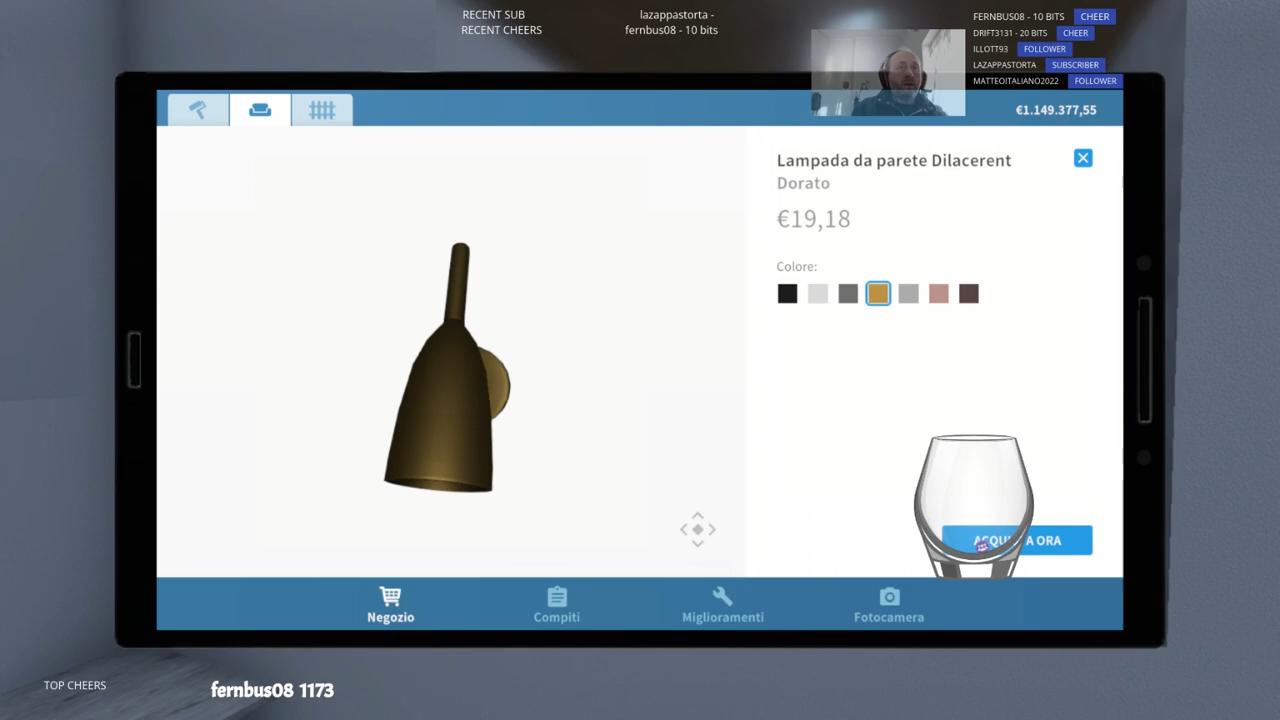 RECENT SUB
lazappastorta -
RECENT CHEERS
fernbus08 - 10 bits
FERNBUS08 - 10 BITS CHEER
DRIFT3131 - 20 BITS CHEER
ILLOTT93 FOLLOWER
LAZAPPASTORTA SUBSCRIBER
MATTEOITALIANO2022 FOLLOWER
€1.149.377,55
Lampada da parete Dilacerent
Dorato
€19,18
Colore:
ORA
Negozio
Compiti
Miglioramenti
Fotocamera
TOP CHEERS
fernbus08 1173